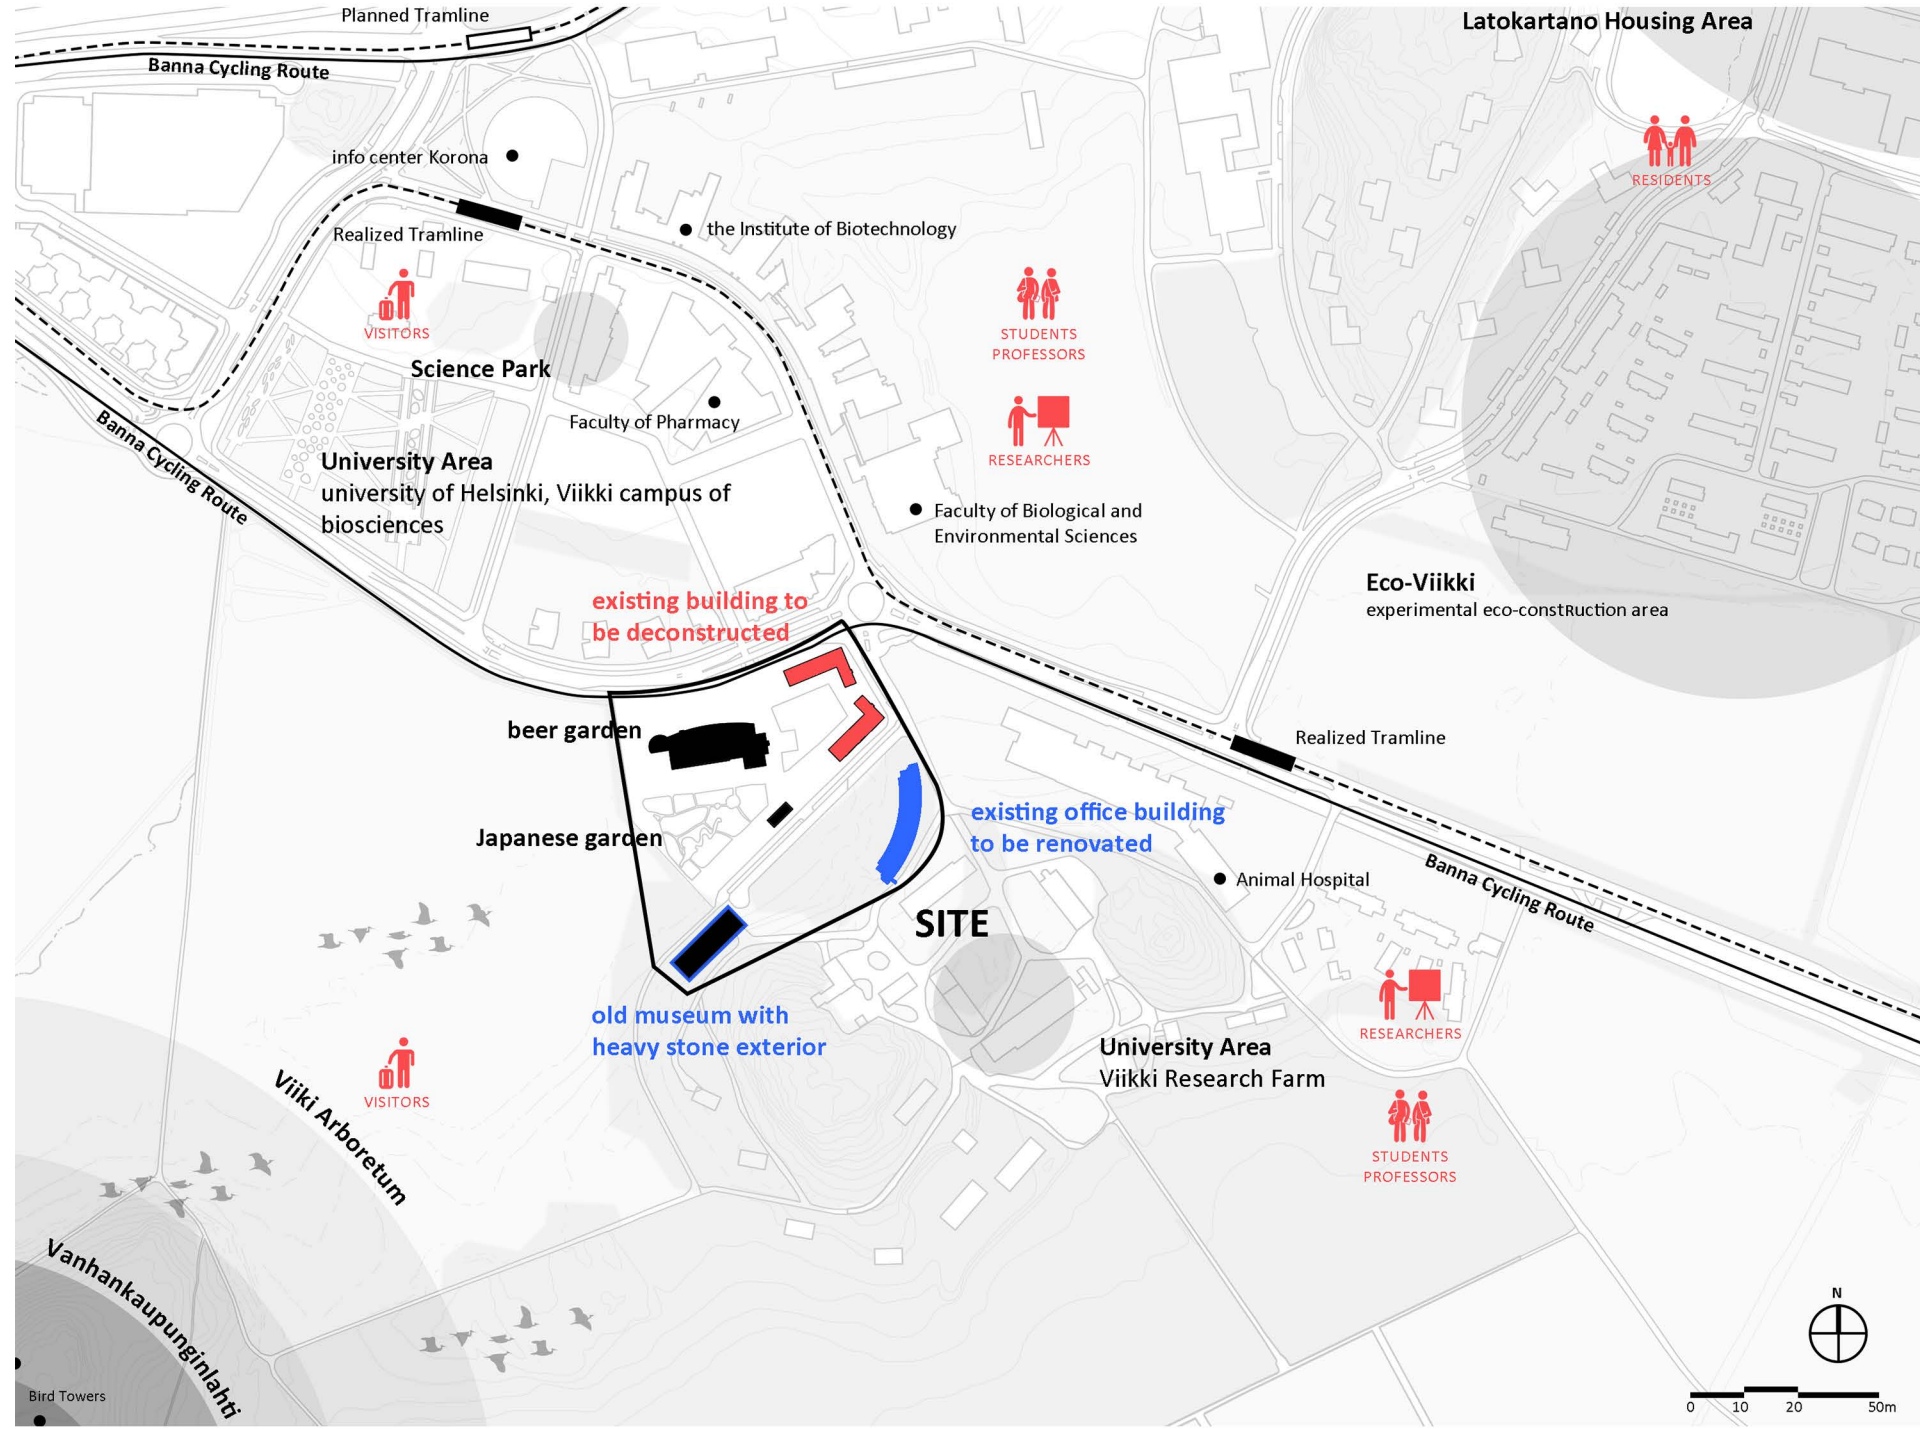 Planned Tramline
Latokartano Housing Area
Banna Cycling Route
info center Korona
RESIDENTS
the Institute of Biotechnology
Realized Tramline
VISITORS
STUDENTS
PROFESSORS
Science Park
Faculty of Pharmacy
Banna Cycling Route
University Area
university of Helsinki, Viikki campus of
biosciences
RESEARCHERS
Faculty of Biological and
Environmental Sciences
Eco-Viikki
experimental eco-constRuction area
existing building to
be deconstructed
beer garden
Realized Tramline
existing office building
to be renovated
Japanese garden
Animal Hospital
Banna Cycling Route
SITE
old museum with
heavy stone exterior
RESEARCHERS
University Area
Viikki Research Farm
VISITORS
Viiki Arboretum
STUDENTS
PROFESSORS
Vanhankaupunginlahti
Bird Towers
N
0 10 20 50m